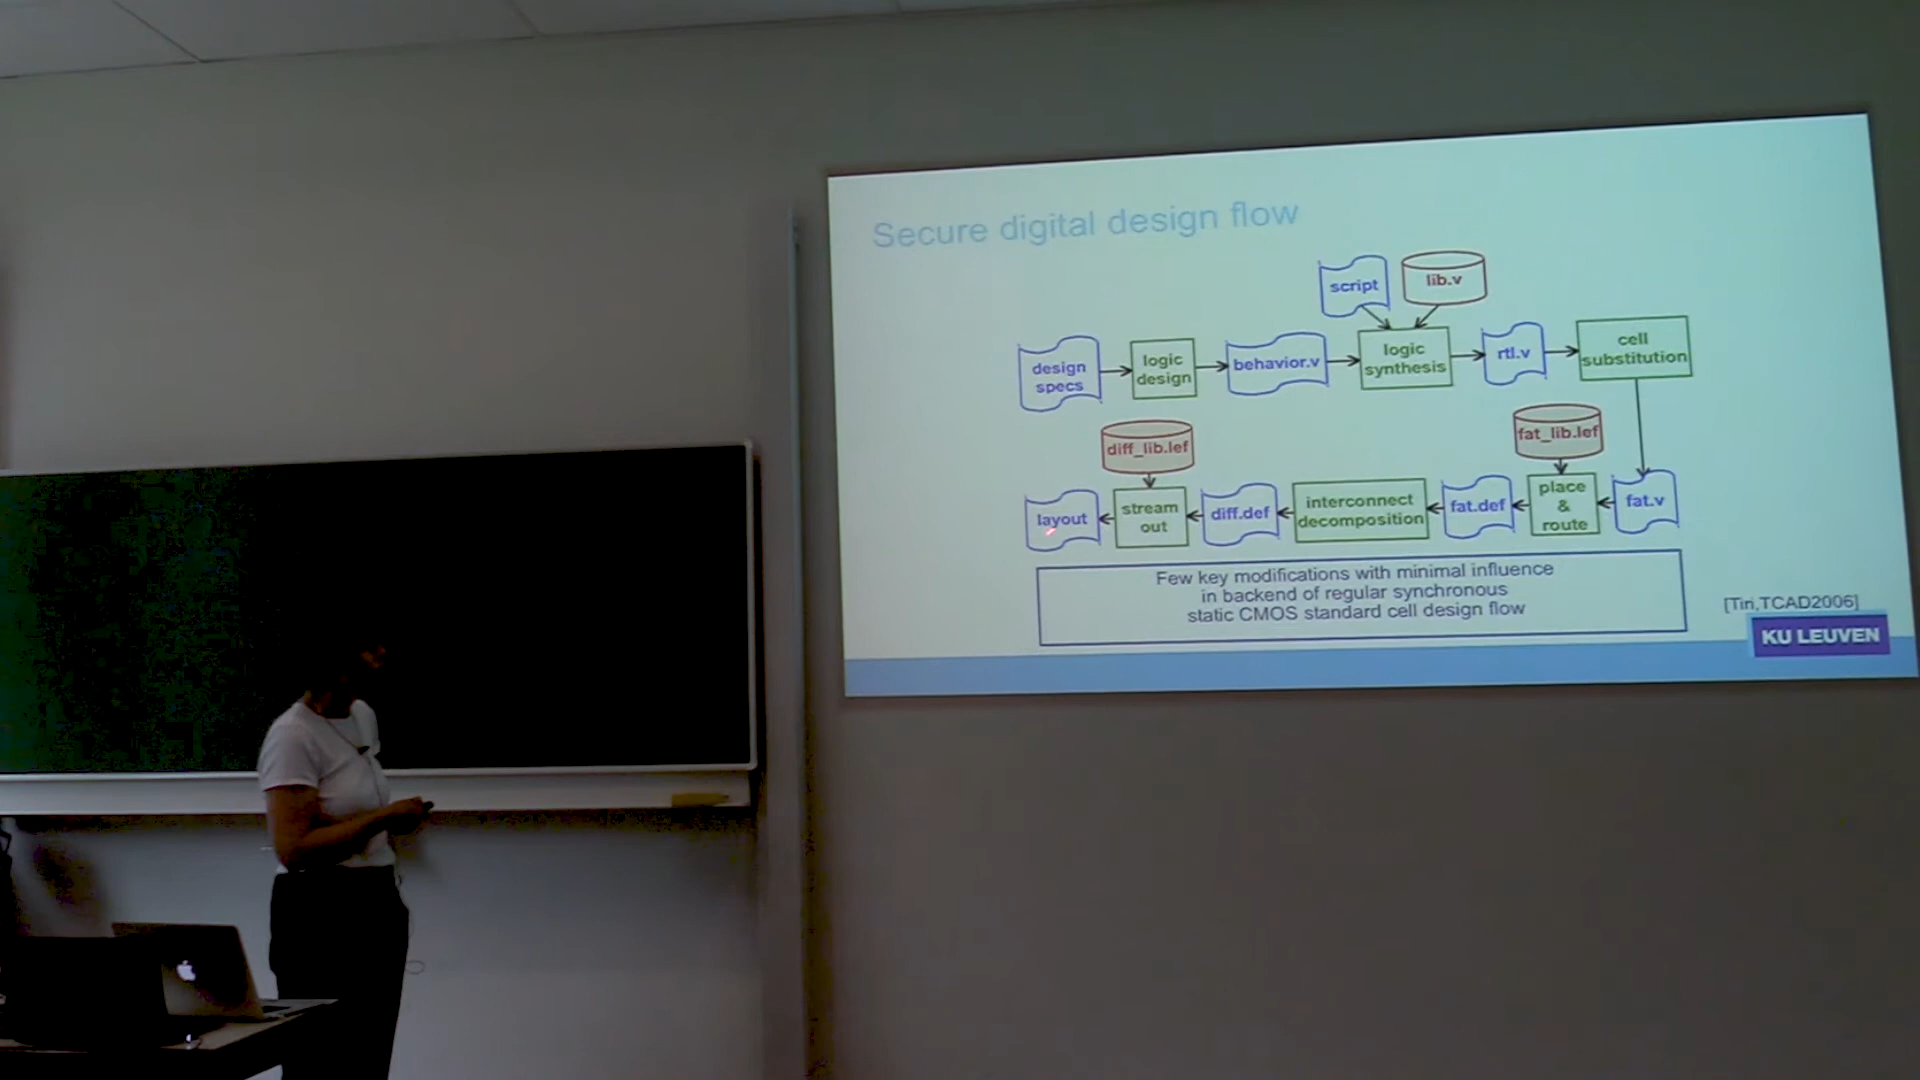 Secure digital design flow
script
lib.v
design
specs
logic
design
behavior.v
logic
synthesis
rtl.v
cell
substitution
diff_lib.lef
fat_lib.lef
layout
stream
out
diff.def
interconnect
decomposition
fat.def
place
&
route
fat.v
Few key modifications with minimal influence
in backend of regular synchronous
static CMOS standard cell design flow
[Tiri,TCAD2006]
KU LEUVEN